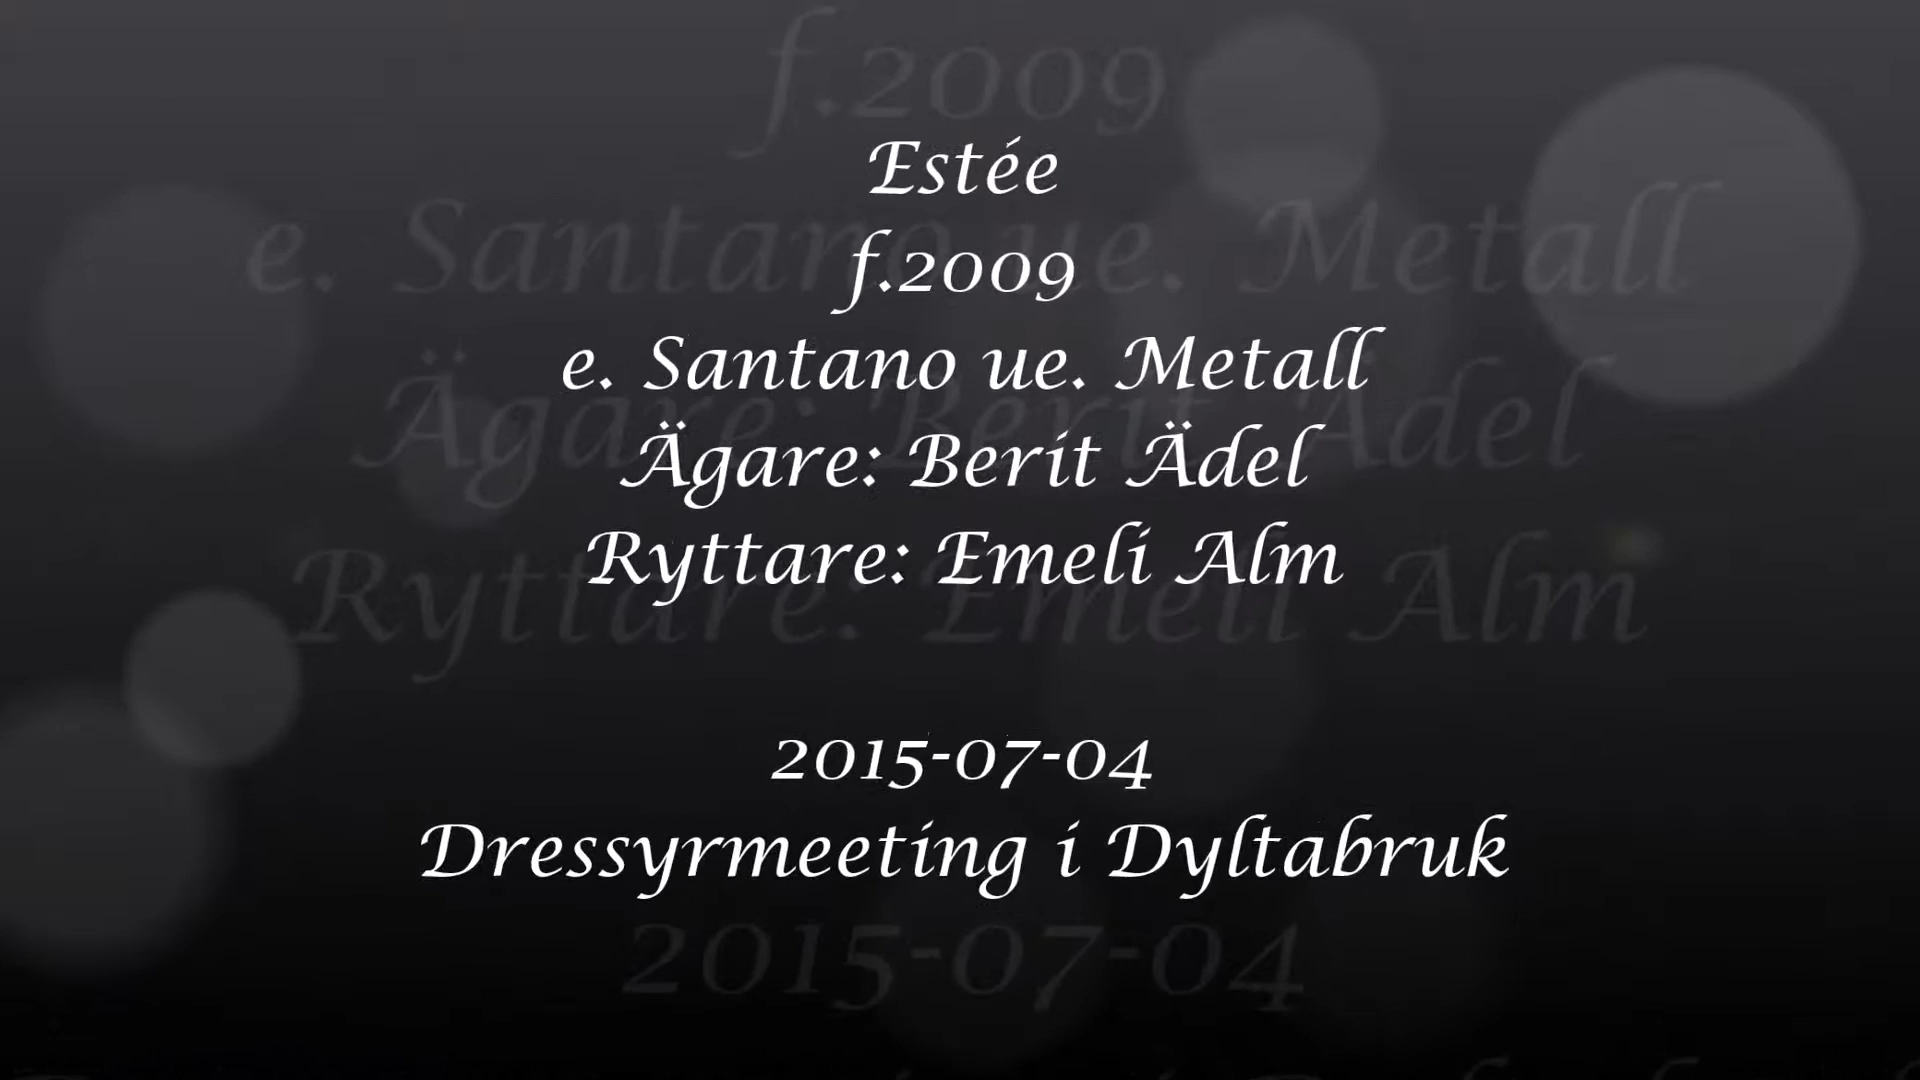 Estée
f.2009
e. Santano ue. Metall
Ägare: Berit Ädel
Ryttare: Emeli Alm
2015-07-04
Dressyrmeeting i Dyltabruk